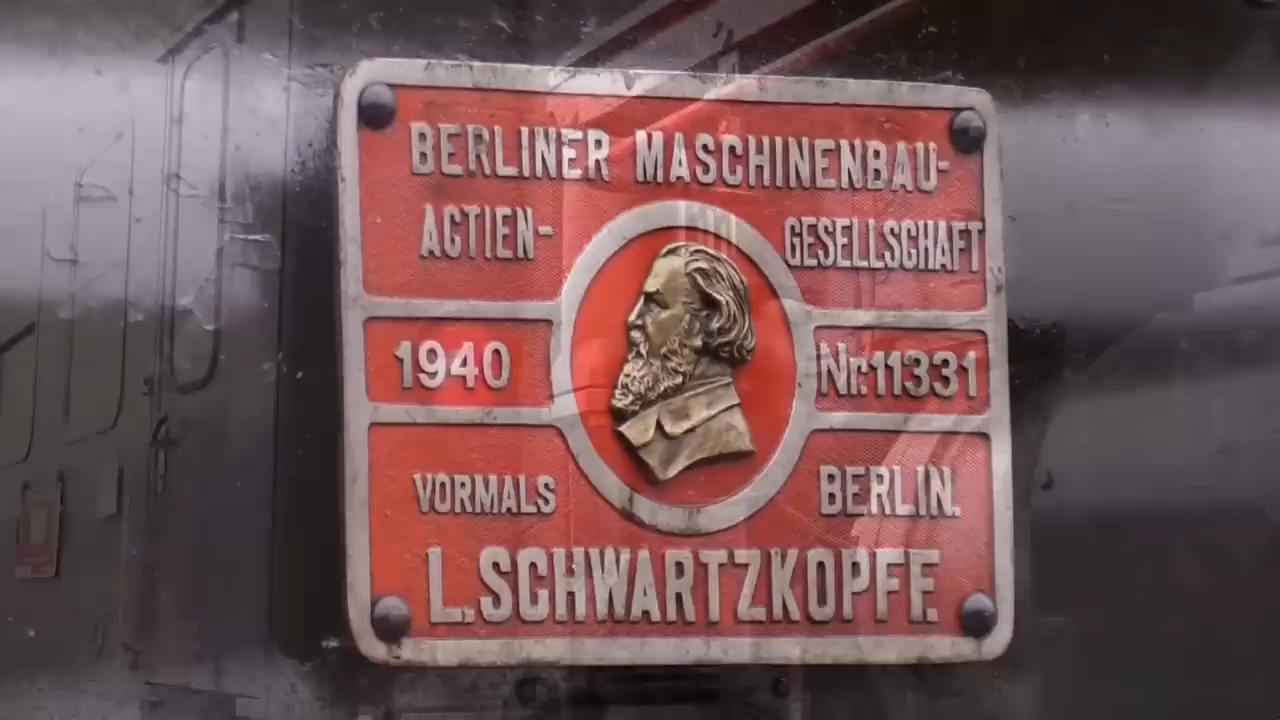 BERLINER MASCHINENBAU-
ACTIEN- GESELLSCHAFT
1940 Nr.11331
VORMALS BERLIN.
L.SCHWARTZKOPFF.